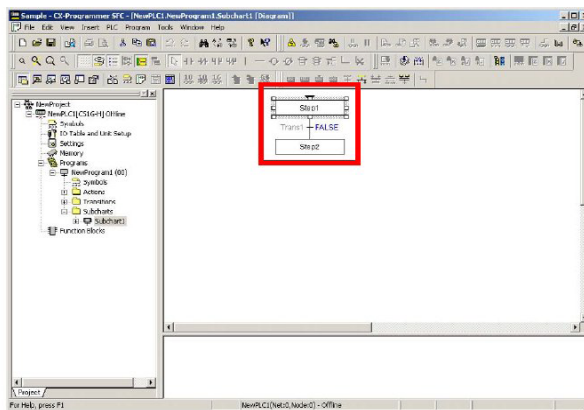 Sample - CX-Programmer SFC - [NewPLC1.NewProgram1.Subchart1 [Diagram]]
File Edit View Insert PLC Program Tools Window Help
NewProject
NewPLC1[CS1G-H] Offline
Symbols
IO Table and Unit Setup
Settings
Memory
Programs
NewProgram1 (00)
Symbols
Actions
Transitions
Subcharts
Subchart1
Function Blocks
Step1
Trans1 FALSE
Step2
Project
For Help, press F1
NewPLC1(Net:0,Node:0) - Offline